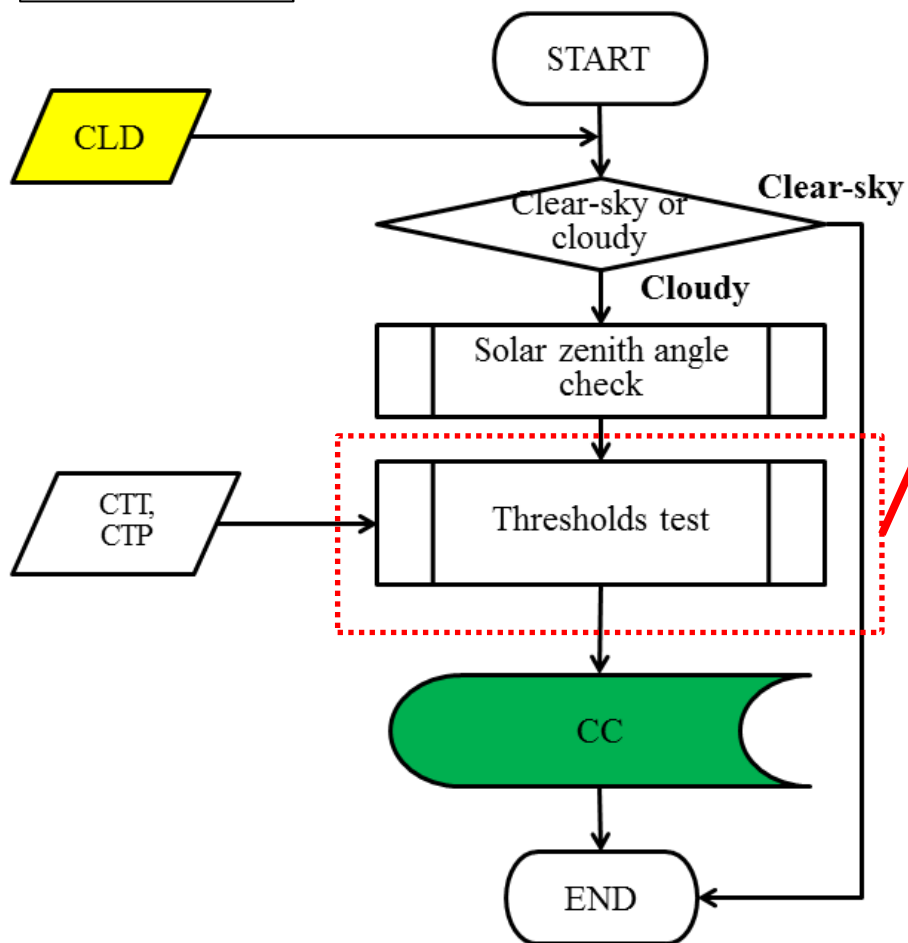 START
CLD
Clear-sky
Clear-sky or
cloudy
Cloudy
Solar zenith angle
check
CTT,
CTP
Thresholds test
CC
END